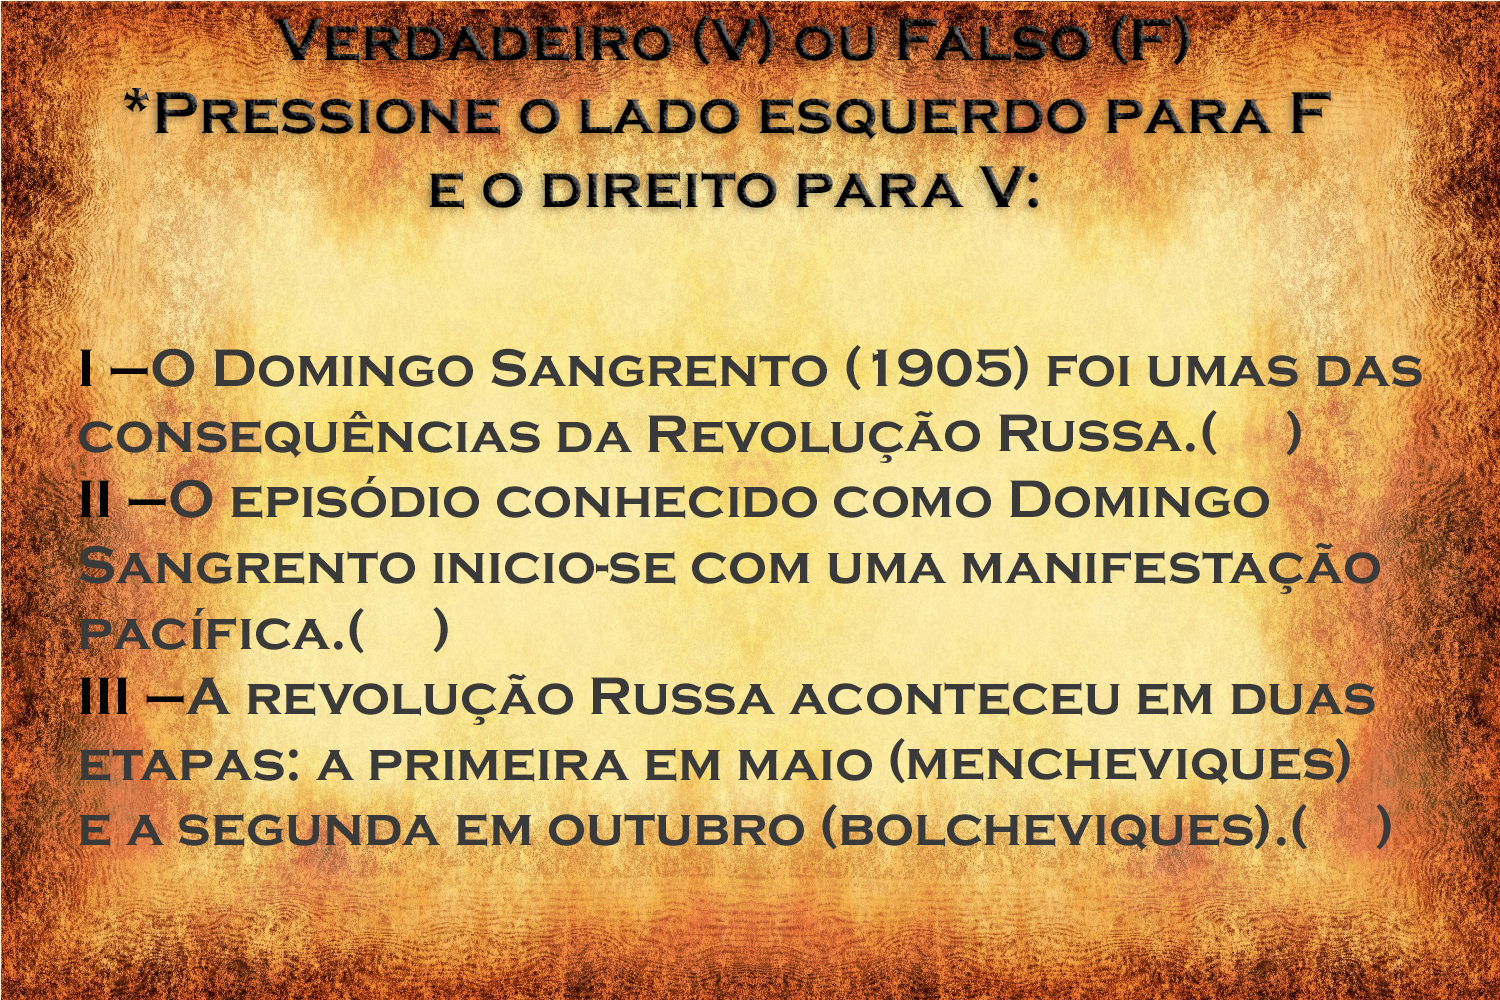 Verdadeiro (V) ou Falso (F)
*Pressione o lado esquerdo para F
e o direito para V:
I –O Domingo Sangrento (1905) foi umas das
consequências da Revolução Russa.( )
II –O episódio conhecido como Domingo
Sangrento inicio-se com uma manifestação
pacífica.( )
III –A revolução Russa aconteceu em duas
etapas: a primeira em maio (mencheviques)
e a segunda em outubro (bolcheviques).( )